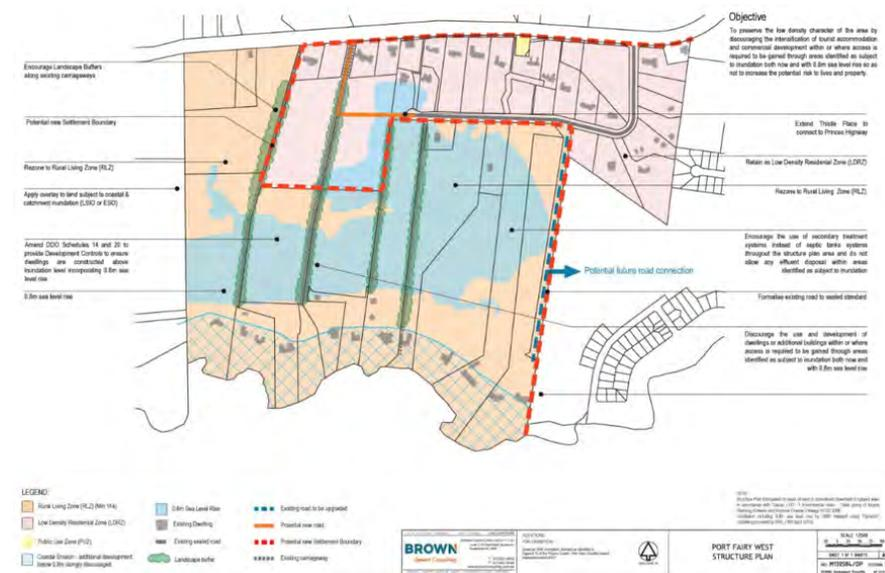 Objective
To preserve the low density character of the area by
discouraging the intensification of tourist accommodation
and commercial development within or where access is
required to be gained through areas identified as subject
to inundation both now and with 0.8m sea level rise so as
not to increase the potential risk to lives and property.
Encourage Landscape Buffers
along existing carriageways
Potential new Settlement Boundary
Rezone to Rural Living Zone (RLZ)
Apply overlay to land subject to coastal &
catchment inundation (LSIO or ESO)
Amend DDO Schedules 14 and 20 to
provide Development Controls to ensure
dwellings are constructed above
inundation level incorporating 0.8m sea
level rise
0.8m sea level rise
Extend Thistle Place to
connect to Princes Highway
Retain as Low Density Residential Zone (LDRZ)
Rezone to Rural Living Zone (RLZ)
Encourage the use of secondary treatment
systems instead of septic tanks systems
througout the structure plan area and do not
allow any effluent disposal within areas
identified as subject to inundation
Potential future road connection
Formalise existing road to sealed standard
Discourage the use and development of
dwellings or additional buildings within or where
access is required to be gained through areas
identified as subject to inundation both now and
with 0.8m sea level rise
LEGEND:
Rural Living Zone (RLZ)
Low Density Residential Zone (LDRZ)
Public Use Zone (PUZ)
Coastal Erosion - additional development
below 0.8m strongly discouraged
0.8m Sea Level Rise
Existing Dwelling
Existing sealed road
Landscape buffer
Existing road to be upgraded
Potential new road
Potential new Settlement Boundary
Existing carriageway
BROWN
PORT FAIRY WEST
STRUCTURE PLAN